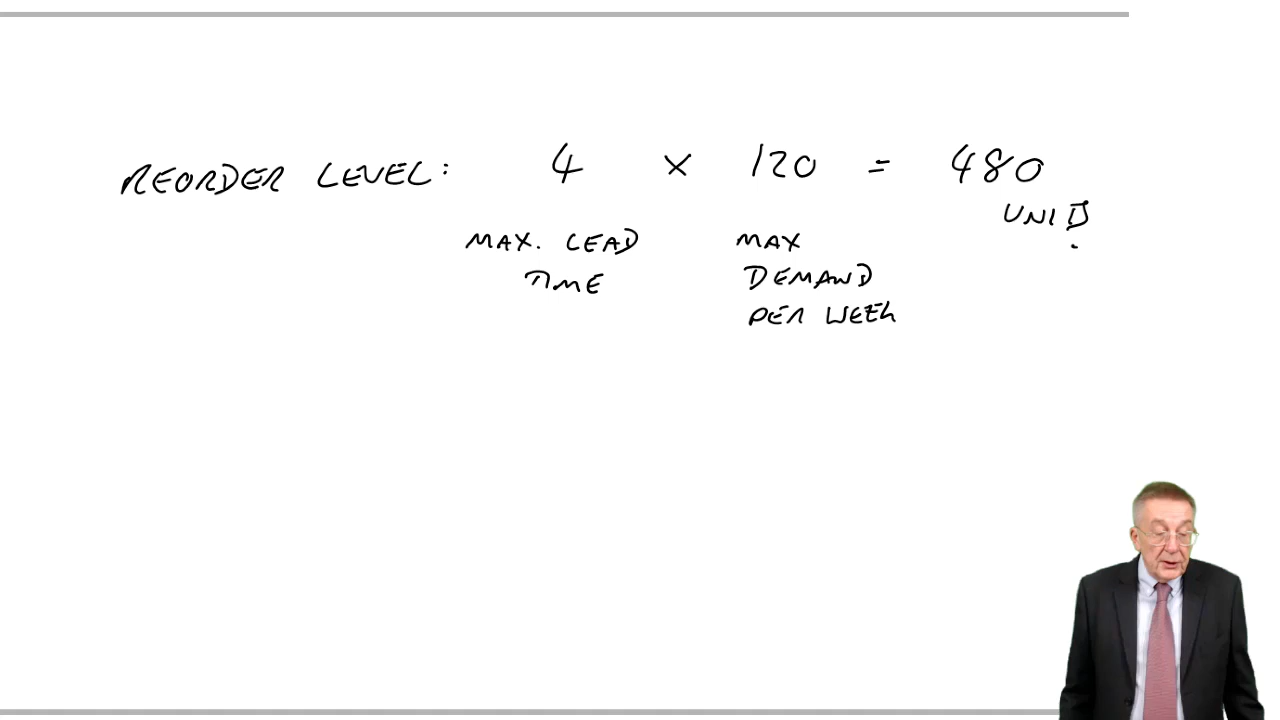 REORDER LEVEL: 4 × 120 = 480
UNITS
MAX. LEAD MAX
TIME DEMAND
PER WEEK